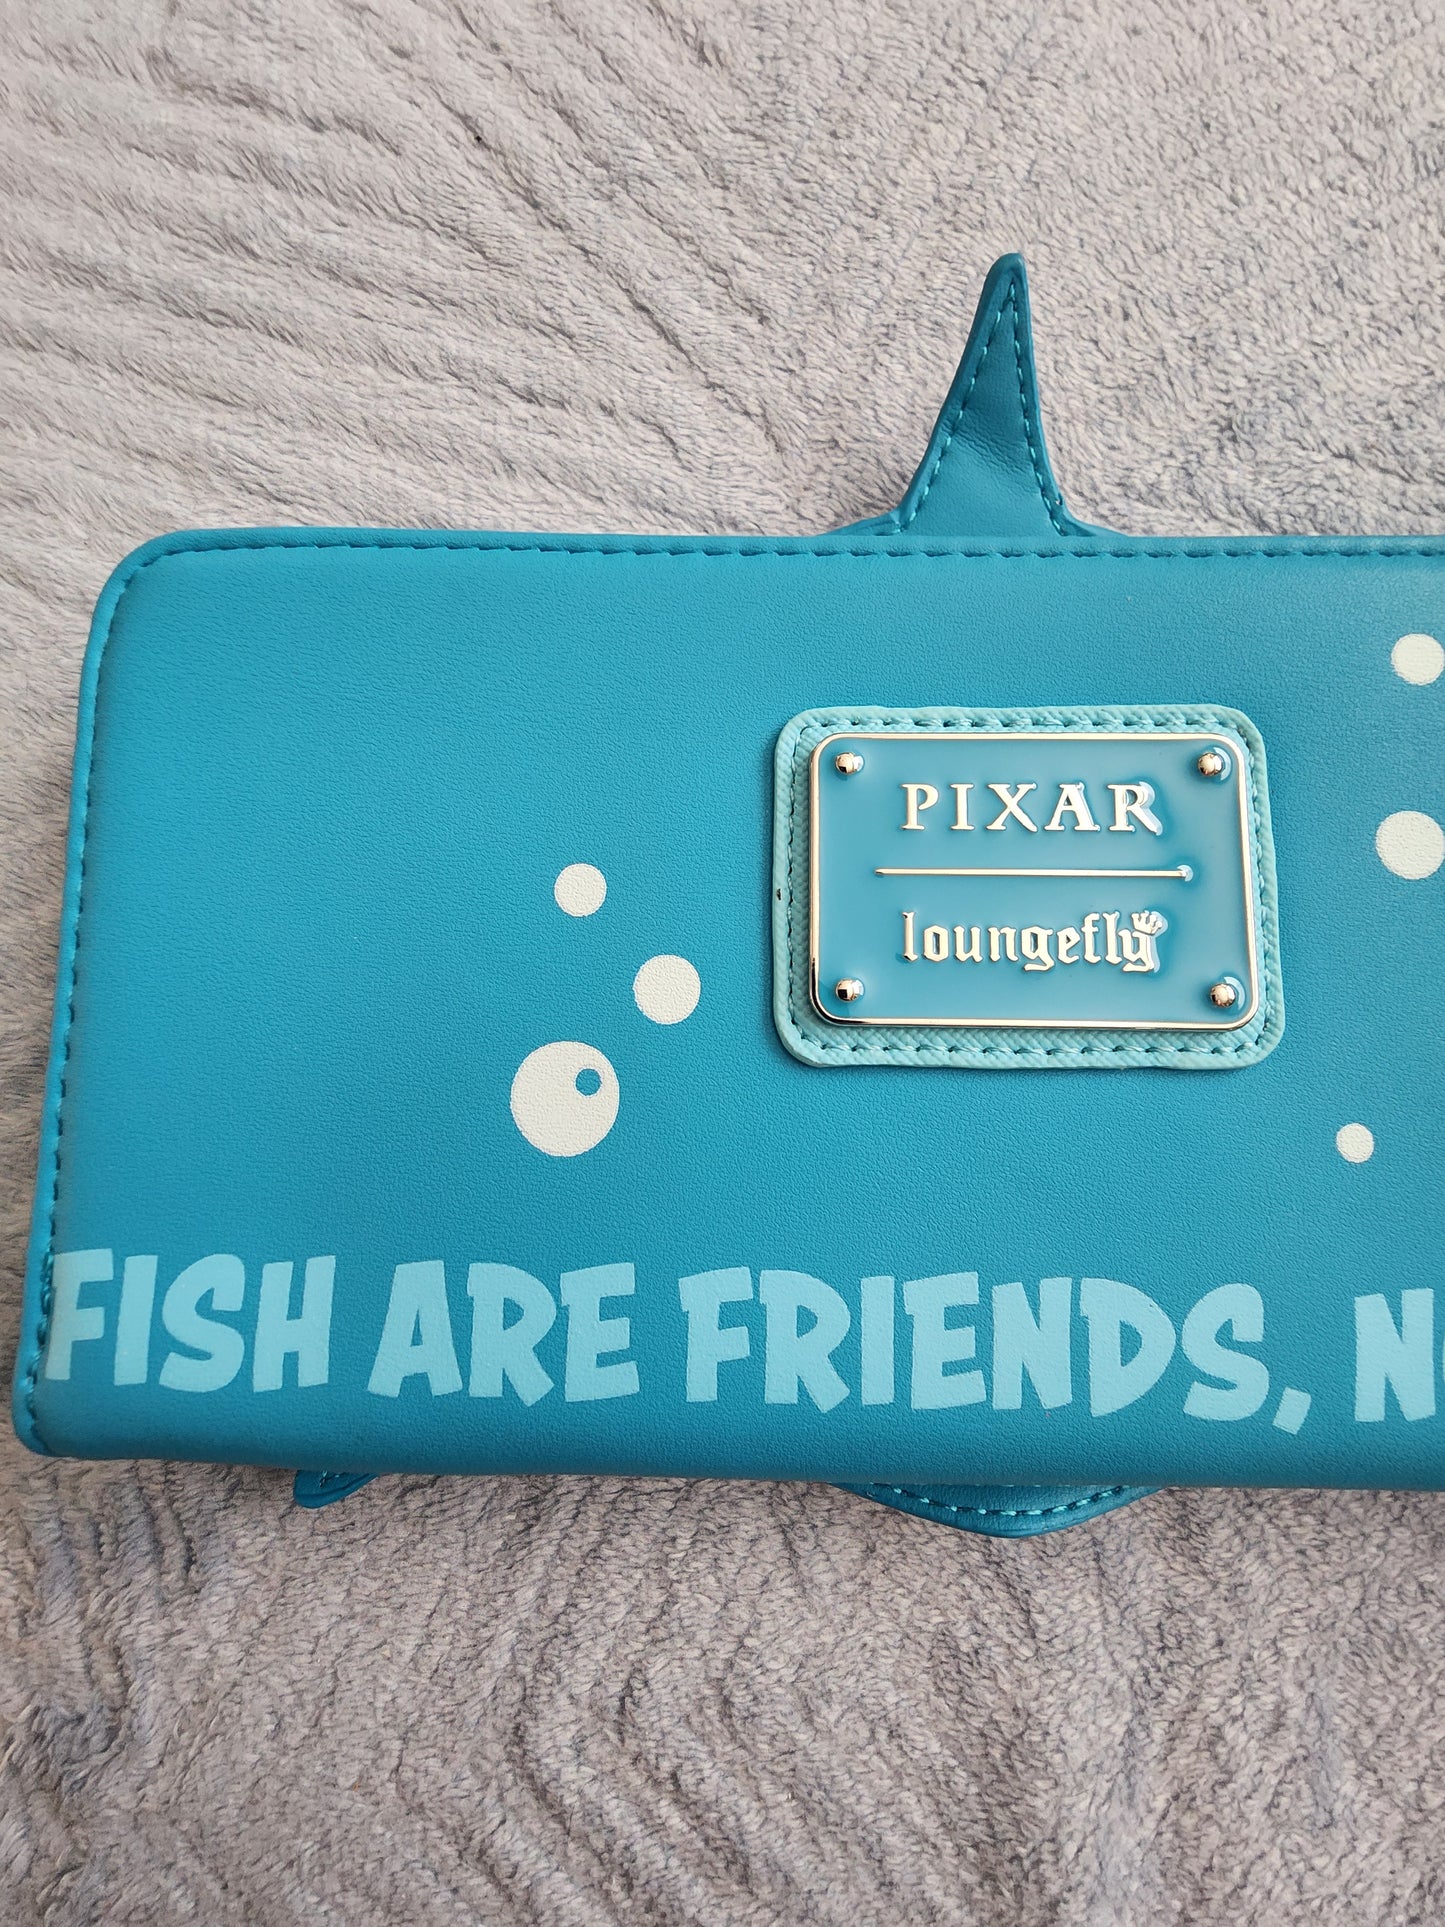 PIXAR
loungefly
FISH ARE FRIENDS, N